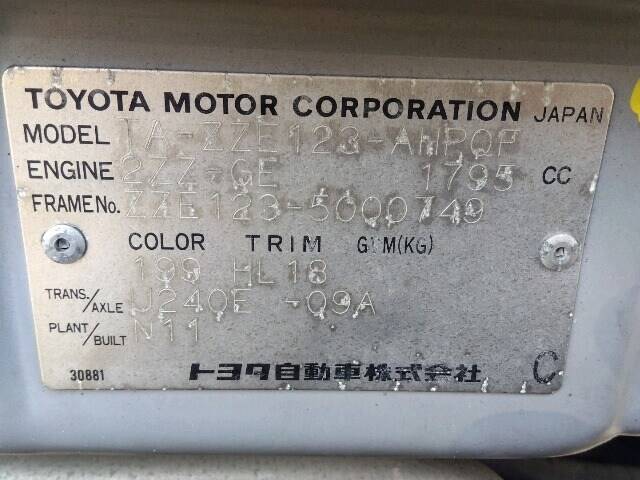 TOYOTA MOTOR CORPORATION JAPAN
MODEL TA-ZZE123-AHPQF
ENGINE 2ZZ-GE 1795 CC
FRAME No. ZZE123-5000749
COLOR TRIM G.V.M(KG)
199 HL18
TRANS./AXLE U240E -09A
PLANT/BUILT N11
30881 トヨタ自動車株式会社 C